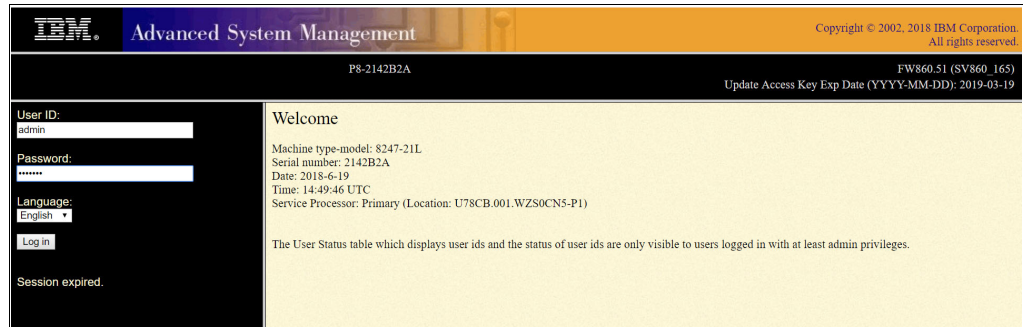 IBM®
Advanced System Management
Copyright © 2002, 2018 IBM Corporation.
All rights reserved.
P8-2142B2A
FW860.51 (SV860_165)
Update Access Key Exp Date (YYYY-MM-DD): 2019-03-19
User ID:
admin
Password:
•••••••
Language:
English ▼
Log in
Session expired.
Welcome
Machine type-model: 8247-21L
Serial number: 2142B2A
Date: 2018-6-19
Time: 14:49:46 UTC
Service Processor: Primary (Location: U78CB.001.WZS0CN5-P1)
The User Status table which displays user ids and the status of user ids are only visible to users logged in with at least admin privileges.